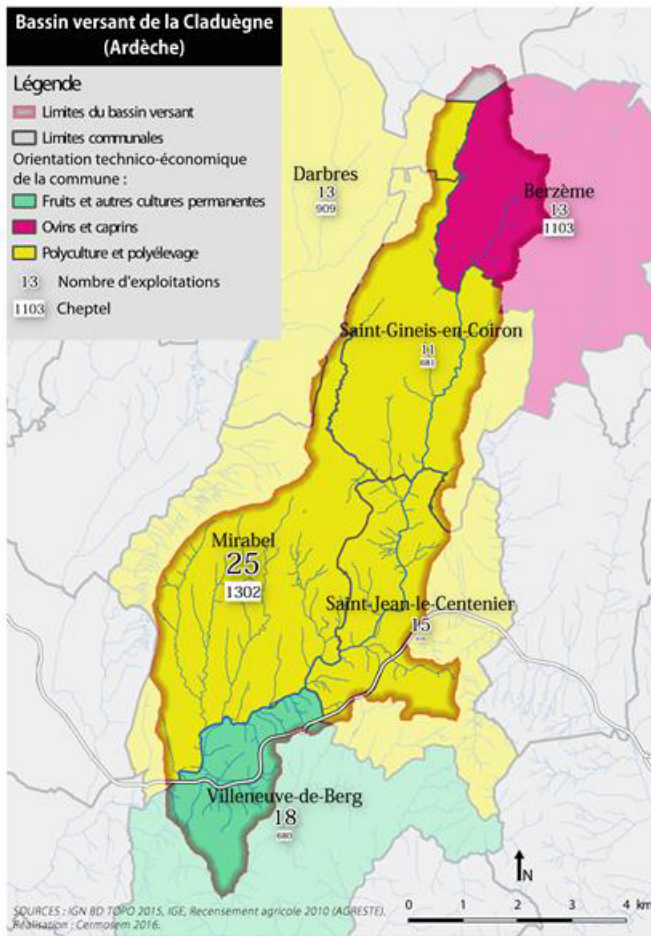 Bassin versant de la Claduègne
(Ardèche)
Légende
Limites du bassin versant
Limites communales
Orientation technico-économique
de la commune :
Fruits et autres cultures permanentes
Ovins et caprins
Polyculture et polyélevage
13 Nombre d'exploitations
1103 Cheptel
Darbres
13
909
Berzème
13
1103
Saint-Gineis-en-Coiron
11
681
Mirabel
25
1302
Saint-Jean-le-Centenier
15
Villeneuve-de-Berg
18
680
N
SOURCES : IGN BD TOPO 2015, IGE, Recensement agricole 2010 (AGRESTE).
Réalisation : Cermosem 2016.
0 1 2 3 4 km